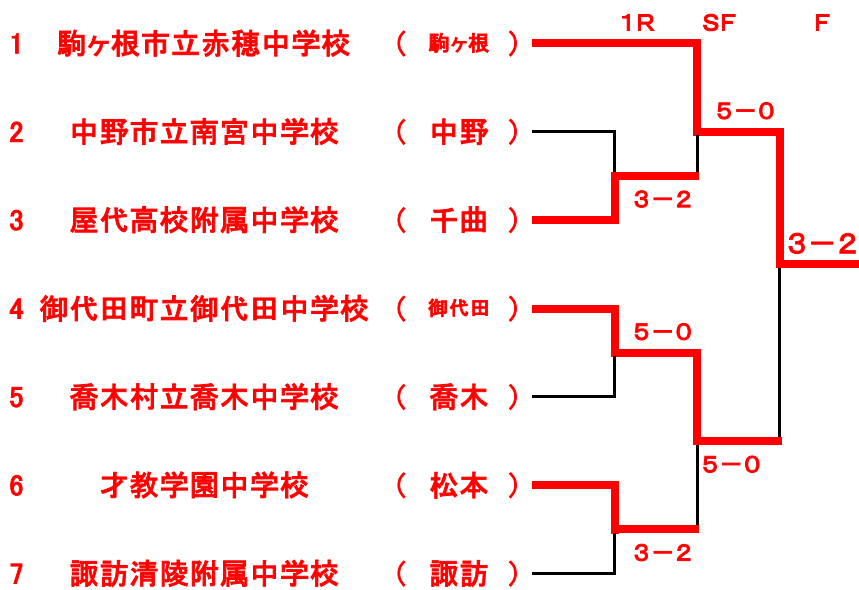 1R SF F
1 駒ヶ根市立赤穂中学校 ( 駒ヶ根 )
5－0
2 中野市立南宮中学校 ( 中野 )
3－2
3 屋代高校附属中学校 ( 千曲 )
3－2
4 御代田町立御代田中学校 ( 御代田 )
5－0
5 喬木村立喬木中学校 ( 喬木 )
5－0
6 才教学園中学校 ( 松本 )
3－2
7 諏訪清陵附属中学校 ( 諏訪 )